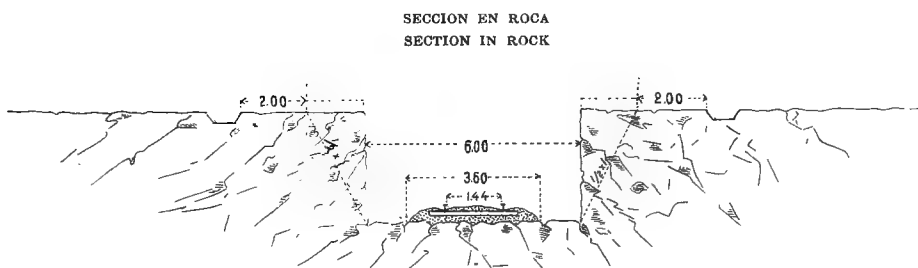 SECCION EN ROCA
SECTION IN ROCK
2.00 2.00
6.00
3.60
1.44